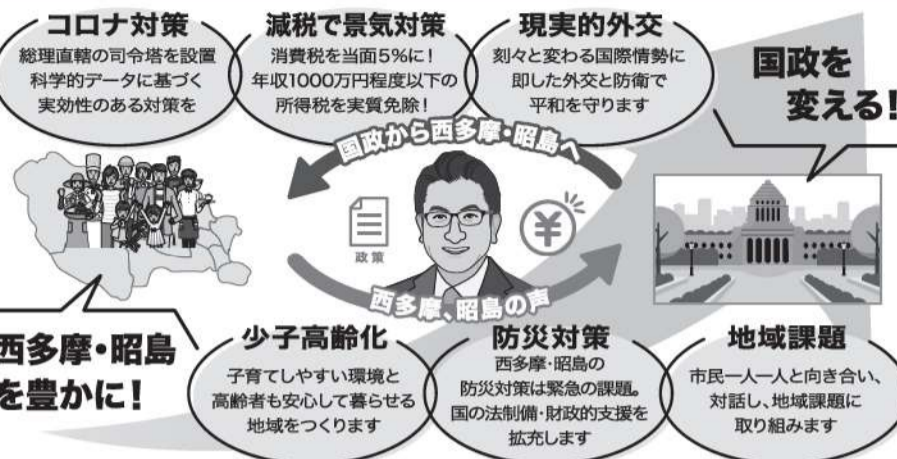 コロナ対策
総理直轄の司令塔を設置
科学的データに基づく
実効性のある対策を
減税で景気対策
消費税を当面5%に!
年収1000万円程度以下の
所得税を実質免除!
現実的外交
刻々と変わる国際情勢に
即した外交と防衛で
平和を守ります
国政を
変える!
国政から西多摩・昭島へ
政策
¥
西多摩、昭島の声
西多摩・昭島
を豊かに!
少子高齢化
子育てしやすい環境と
高齢者も安心して暮らせる
地域をつくります
防災対策
西多摩・昭島の
防災対策は緊急の課題。
国の法制備・財政的支援を
拡充します
地域課題
市民一人一人と向き合い、
対話し、地域課題に
取り組みます